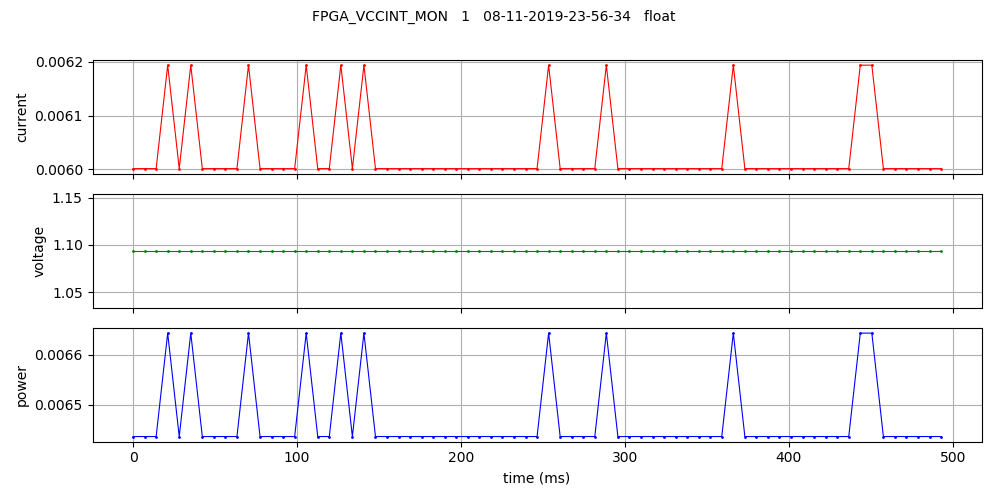 FPGA_VCCINT_MON   1   08-11-2019-23-56-34   float
0.0062
0.0061
0.0060
current
1.15
1.10
1.05
voltage
0.0066
0.0065
power
0 100 200 300 400 500
time (ms)